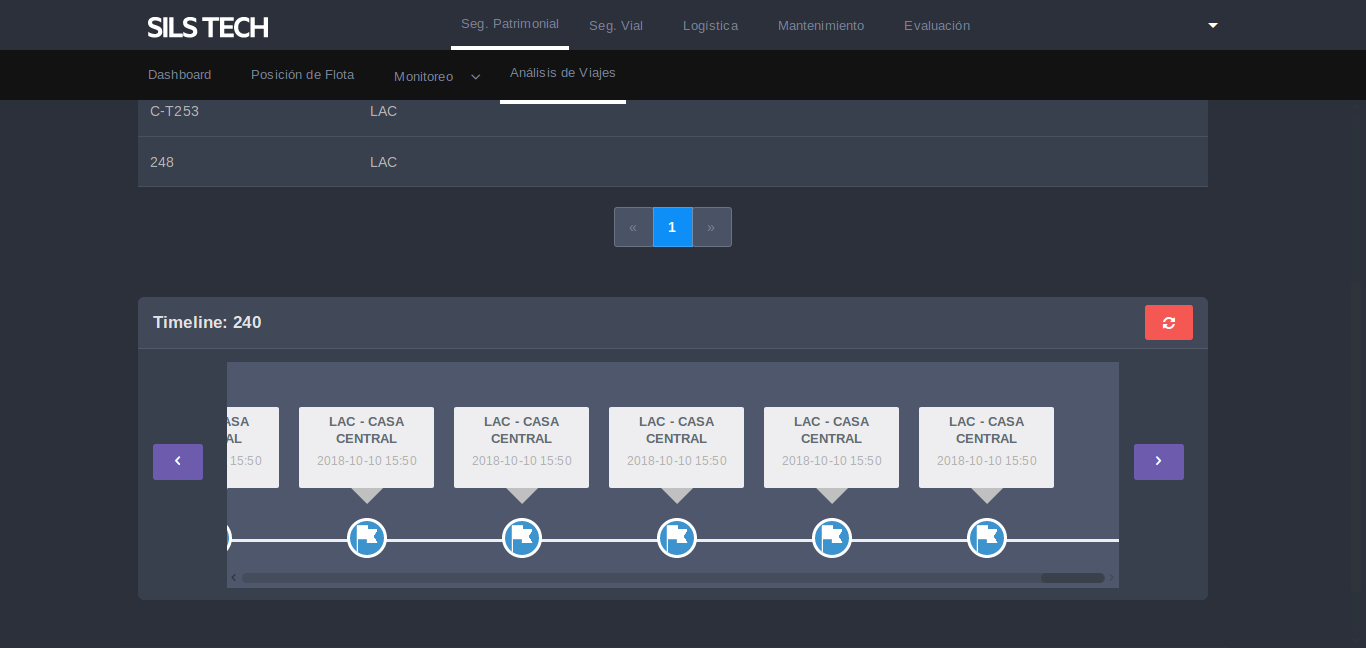 SILS TECH
Seg. Patrimonial Seg. Vial Logística Mantenimiento Evaluación
Dashboard Posición de Flota Monitoreo Análisis de Viajes
C-T253 LAC
248 LAC
« 1 »
Timeline: 240
ASA LAC - CASA LAC - CASA LAC - CASA LAC - CASA LAC - CASA
AL CENTRAL CENTRAL CENTRAL CENTRAL CENTRAL
15:50 2018-10-10 15:50 2018-10-10 15:50 2018-10-10 15:50 2018-10-10 15:50 2018-10-10 15:50